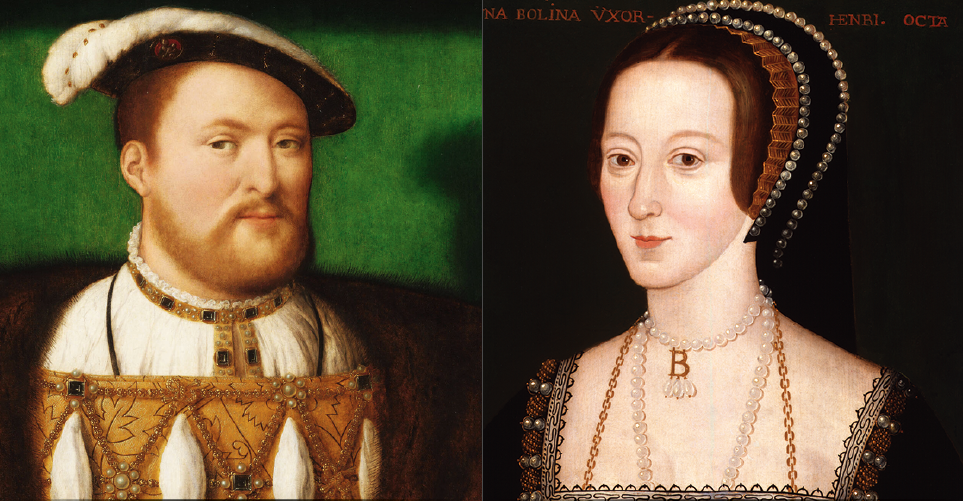 NA BOLINA VXOR- HENRI. OCTA
B